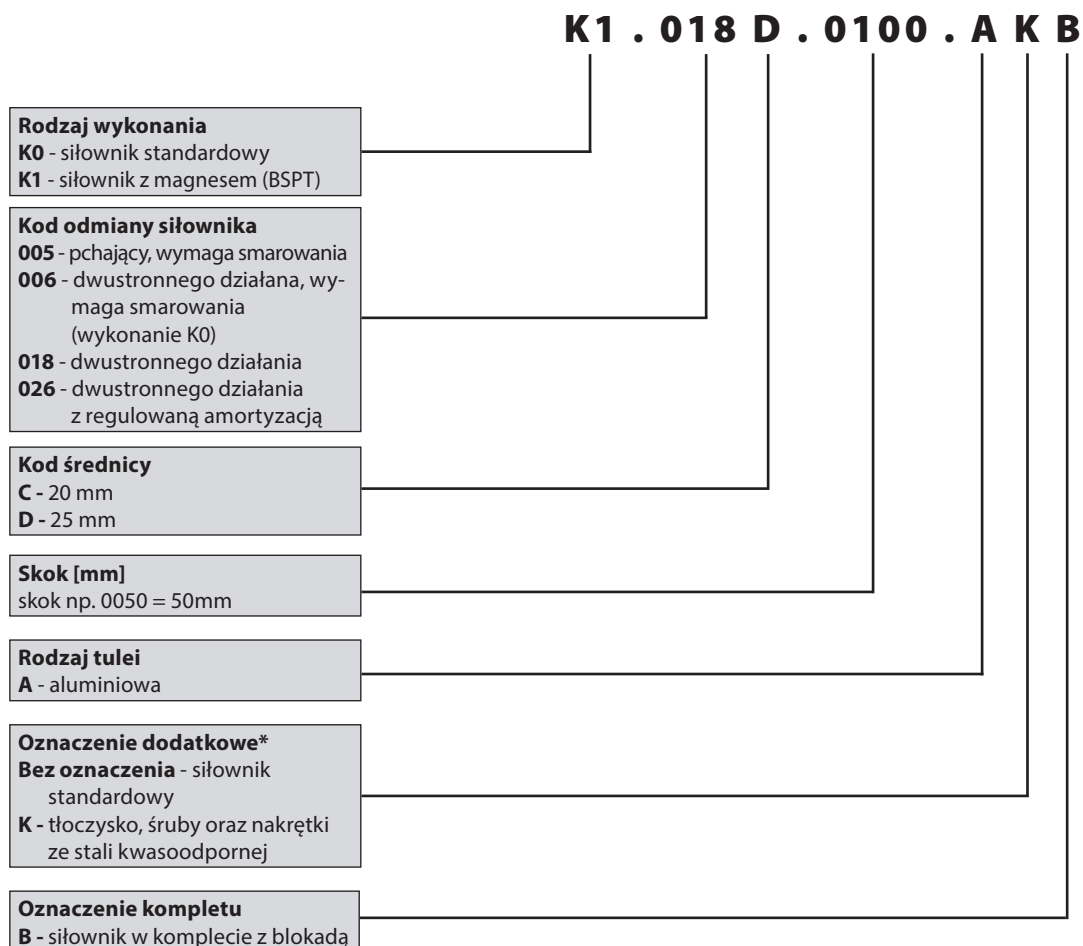 K1 . 018 D . 0100 . A K B
Rodzaj wykonania
K0 - siłownik standardowy
K1 - siłownik z magnesem (BSPT)
Kod odmiany siłownika
005 - pchający, wymaga smarowania
006 - dwustronnego działana, wy-
maga smarowania
(wykonanie K0)
018 - dwustronnego działania
026 - dwustronnego działania
z regulowaną amortyzacją
Kod średnicy
C - 20 mm
D - 25 mm
Skok [mm]
skok np. 0050 = 50mm
Rodzaj tulei
A - aluminiowa
Oznaczenie dodatkowe*
Bez oznaczenia - siłownik
standardowy
K - tłoczysko, śruby oraz nakrętki
ze stali kwasoodpornej
Oznaczenie kompletu
B - siłownik w komplecie z blokadą